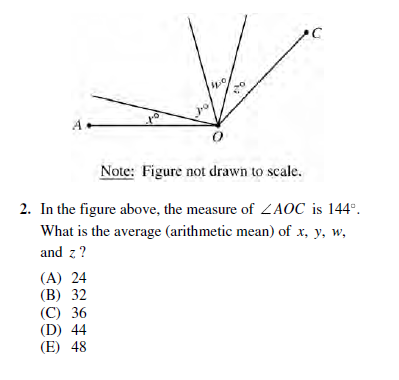 C
w°
z°
y°
x°
A
O
Note: Figure not drawn to scale.
2. In the figure above, the measure of ∠AOC is 144°.
What is the average (arithmetic mean) of x, y, w,
and z ?
(A) 24
(B) 32
(C) 36
(D) 44
(E) 48